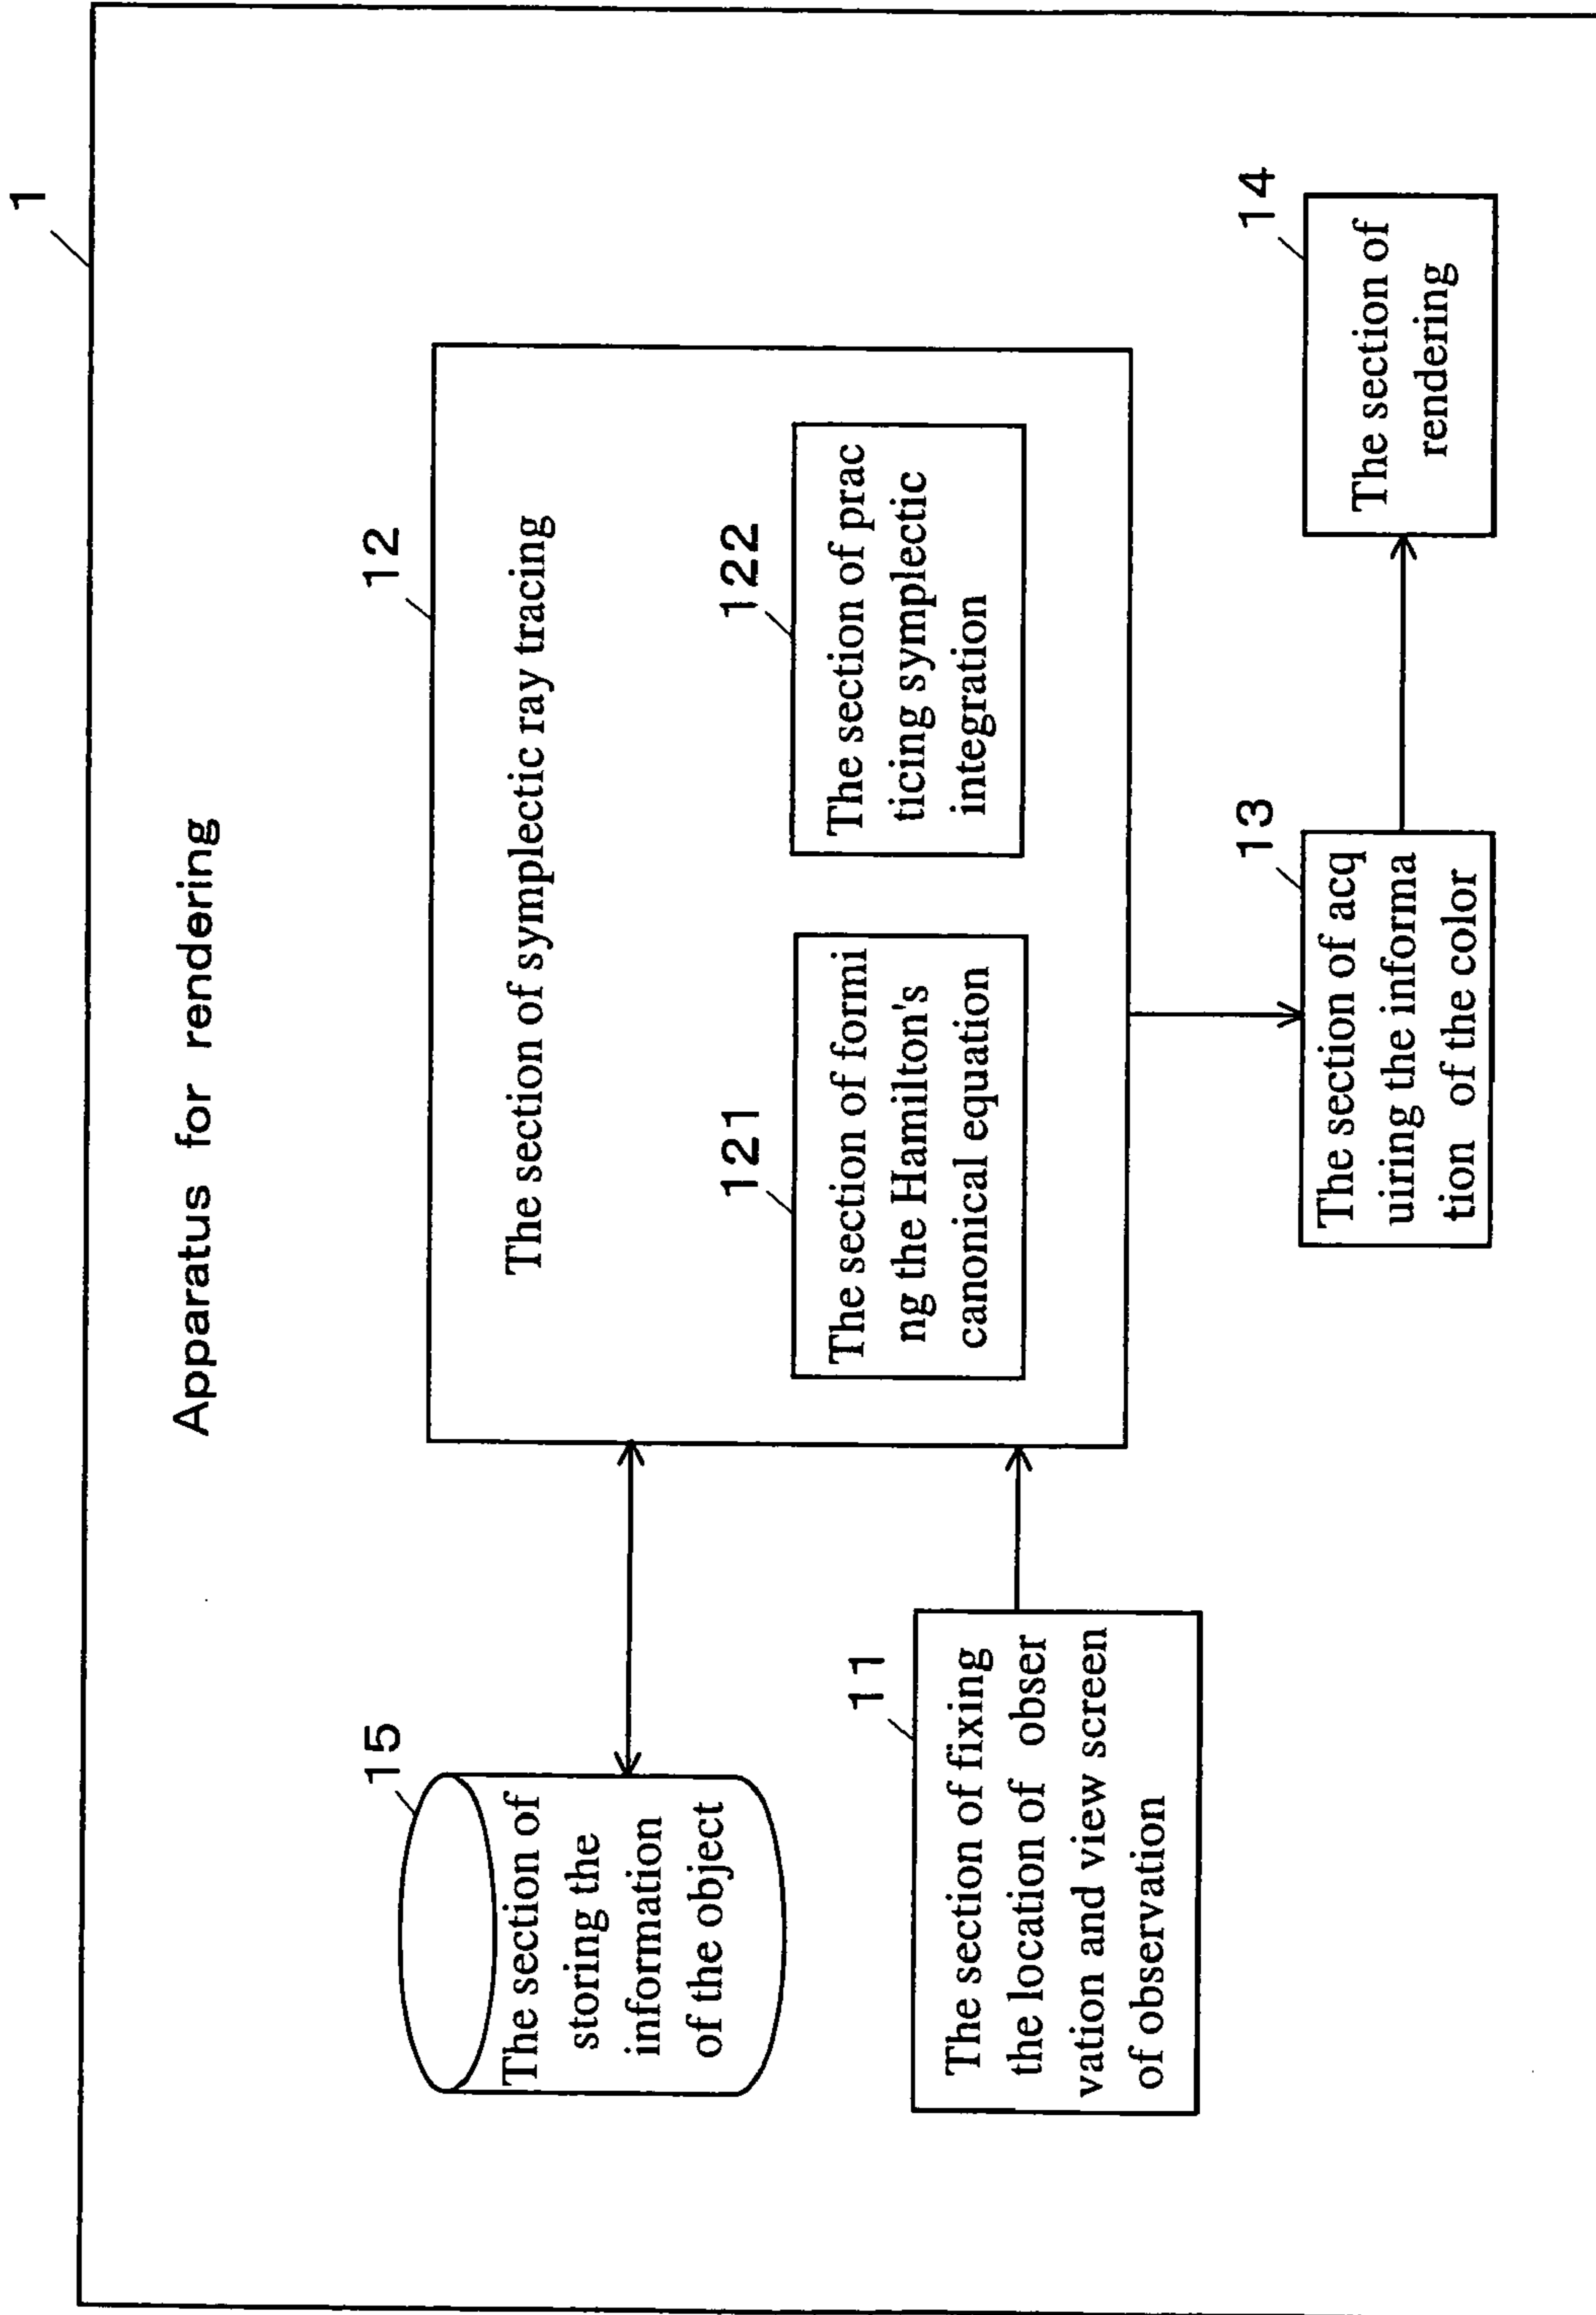 1
Apparatus for rendering
12
The section of symplectic ray tracing
121
The section of formi
ng the Hamilton's
canonical equation
122
The section of prac
ticing symplectic
integration
15
The section of
storing the
information
of the object
11
The section of fixing
the location of obser
vation and view screen
of observation
13
The section of acq
uiring the informa
tion of the color
14
The section of
rendering